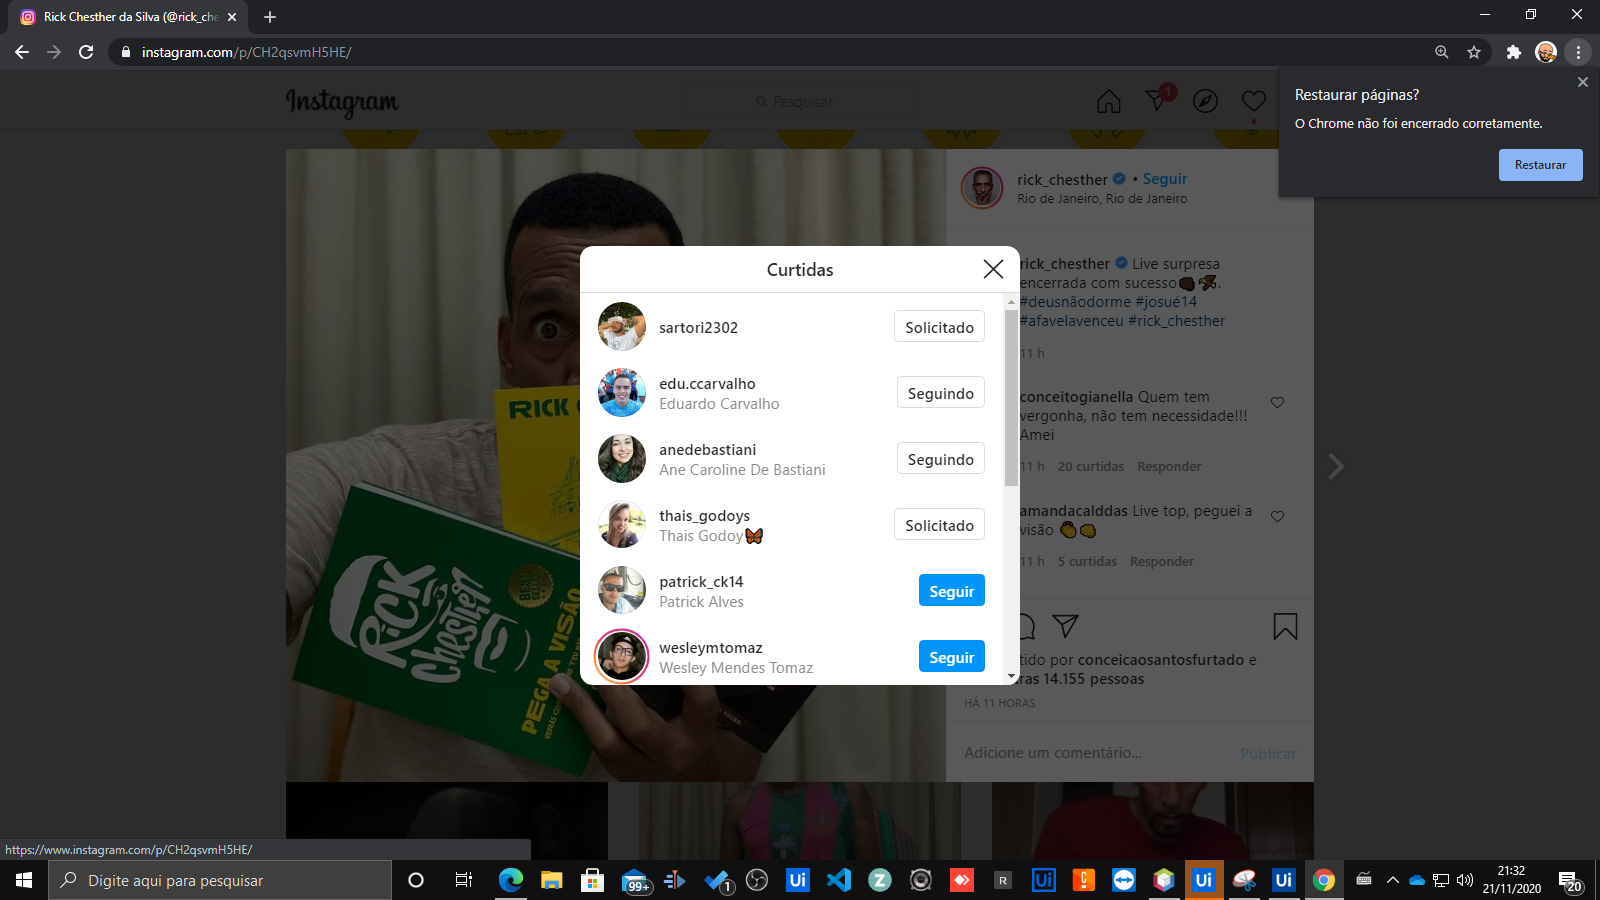 Rick Chesther da Silva (@rick_che
instagram.com/p/CH2qsvmH5HE/
Restaurar páginas?
O Chrome não foi encerrado corretamente.
Restaurar
Instagram
Pesquisar
1
rick_chesther • Seguir
Rio de Janeiro, Rio de Janeiro
rick_chesther Live surpresa
encerrada com sucesso.
#deusnãodorme #josué14
#afavelavenceu #rick_chesther
11 h
conceitogianella Quem tem
vergonha, não tem necessidade!!!
Amei
11 h 20 curtidas Responder
amandacalddas Live top, peguei a
visão
11 h 5 curtidas Responder
tido por conceicaosantosfurtado e
ras 14.155 pessoas
HÁ 11 HORAS
Adicione um comentário... Publicar
Curtidas
sartori2302
Solicitado
edu.ccarvalho
Eduardo Carvalho
Seguindo
anedebastiani
Ane Caroline De Bastiani
Seguindo
thais_godoys
Thais Godoy
Solicitado
patrick_ck14
Patrick Alves
Seguir
wesleymtomaz
Wesley Mendes Tomaz
Seguir
RICK C
Rick
Chesther
PEGA A VISÃO
https://www.instagram.com/p/CH2qsvmH5HE/
Digite aqui para pesquisar
99+
1
Ui
Z
R
Ui
Ui
Ui
21:32
21/11/2020
20